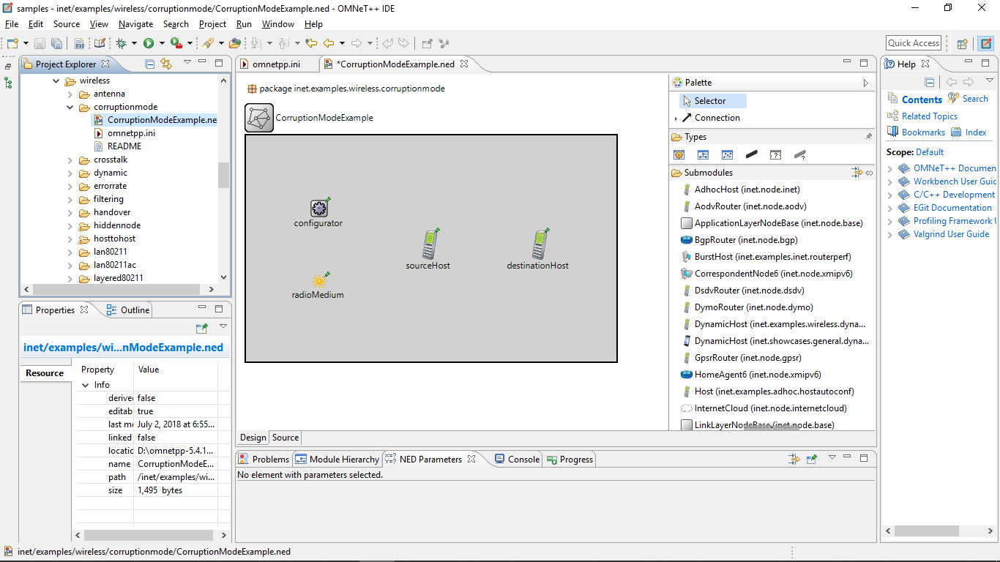 samples - inet/examples/wireless/corruptionmode/CorruptionModeExample.ned - OMNeT++ IDE
File Edit Source View Navigate Search Project Run Window Help
Quick Access
Project Explorer
wireless
antenna
corruptionmode
CorruptionModeExample.ne
omnetpp.ini
README
crosstalk
dynamic
errorrate
filtering
handover
hiddennode
hosttohost
lan80211
lan80211ac
layered80211
Properties Outline
inet/examples/wi...nModeExample.ned
Resource
Property Value
Info
derive false
editab true
last m July 2, 2018 at 6:55...
linked false
locatic D:\omnetpp-5.4.1...
name CorruptionModeE...
path /inet/examples/wi...
size 1,495 bytes
omnetpp.ini *CorruptionModeExample.ned
package inet.examples.wireless.corruptionmode
CorruptionModeExample
configurator
sourceHost
destinationHost
radioMedium
Design Source
Palette
Selector
Connection
Types
Submodules
AdhocHost (inet.node.inet)
AodvRouter (inet.node.aodv)
ApplicationLayerNodeBase (inet.node.base)
BgpRouter (inet.node.bgp)
BurstHost (inet.examples.inet.routerperf)
CorrespondentNode6 (inet.node.xmipv6)
DsdvRouter (inet.node.dsdv)
DymoRouter (inet.node.dymo)
DynamicHost (inet.examples.wireless.dyna...
DynamicHost (inet.showcases.general.dyna...
GpsrRouter (inet.node.gpsr)
HomeAgent6 (inet.node.xmipv6)
Host (inet.examples.adhoc.hostautoconf)
InternetCloud (inet.node.internetcloud)
LinkLayerNodeBase (inet.node.base)
Problems Module Hierarchy NED Parameters Console Progress
No element with parameters selected.
Help
Contents Search
Related Topics
Bookmarks Index
Scope: Default
OMNeT++ Documen
Workbench User Guic
C/C++ Development
EGit Documentation
Profiling Framework U
Valgrind User Guide
inet/examples/wireless/corruptionmode/CorruptionModeExample.ned